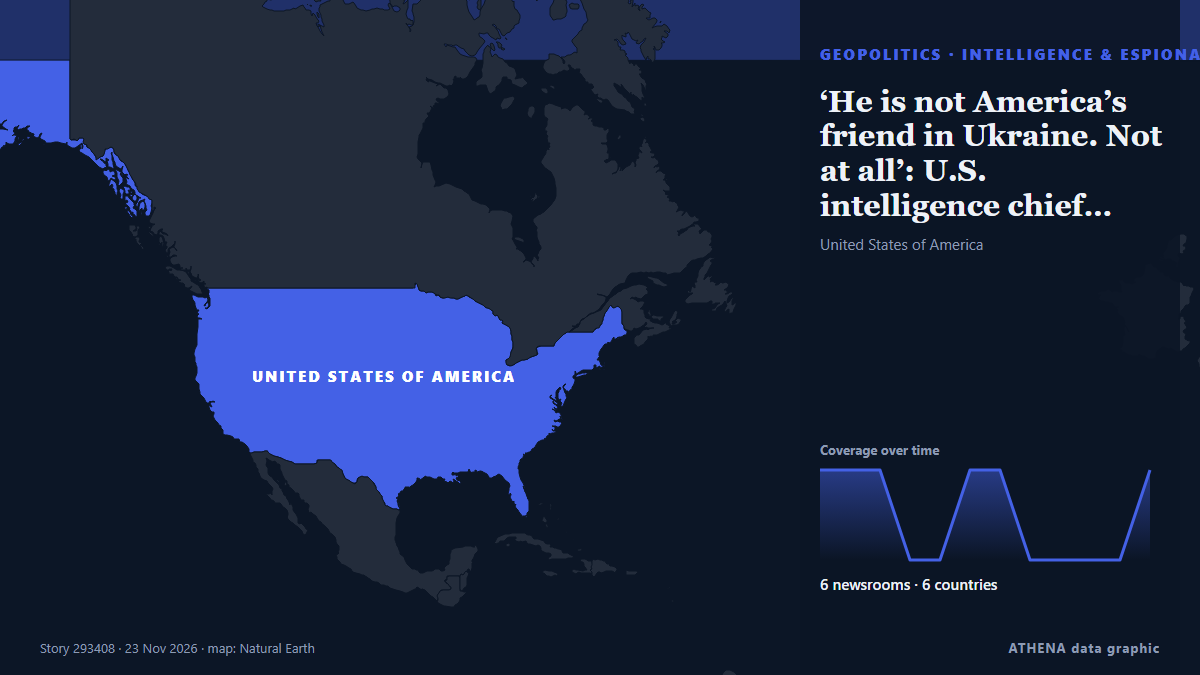 GEOPOLITICS · INTELLIGENCE & ESPIONA
‘He is not America’s
friend in Ukraine. Not
at all’: U.S.
intelligence chief...
United States of America
UNITED STATES OF AMERICA
Coverage over time
6 newsrooms · 6 countries
Story 293408 · 23 Nov 2026 · map: Natural Earth
ATHENA data graphic